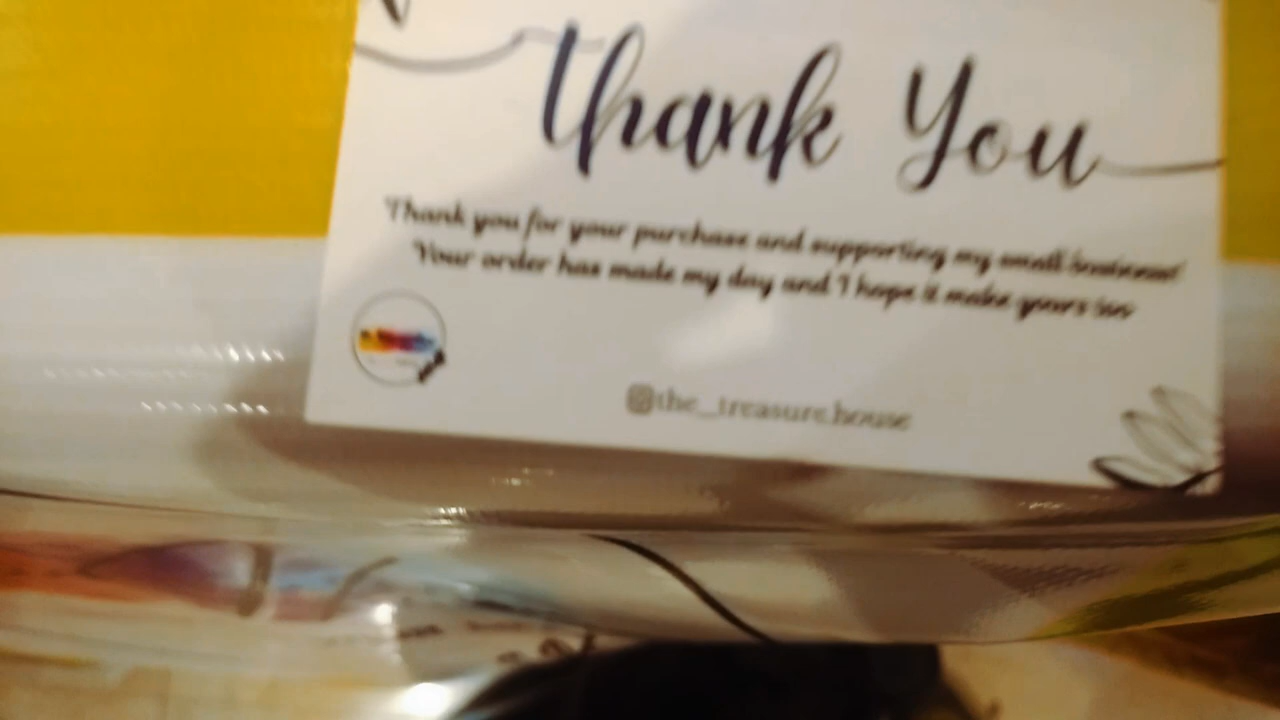 thank You
Thank you for your purchase and supporting my small business!
Your order has made my day and I hope it make yours
@the_treasure.house